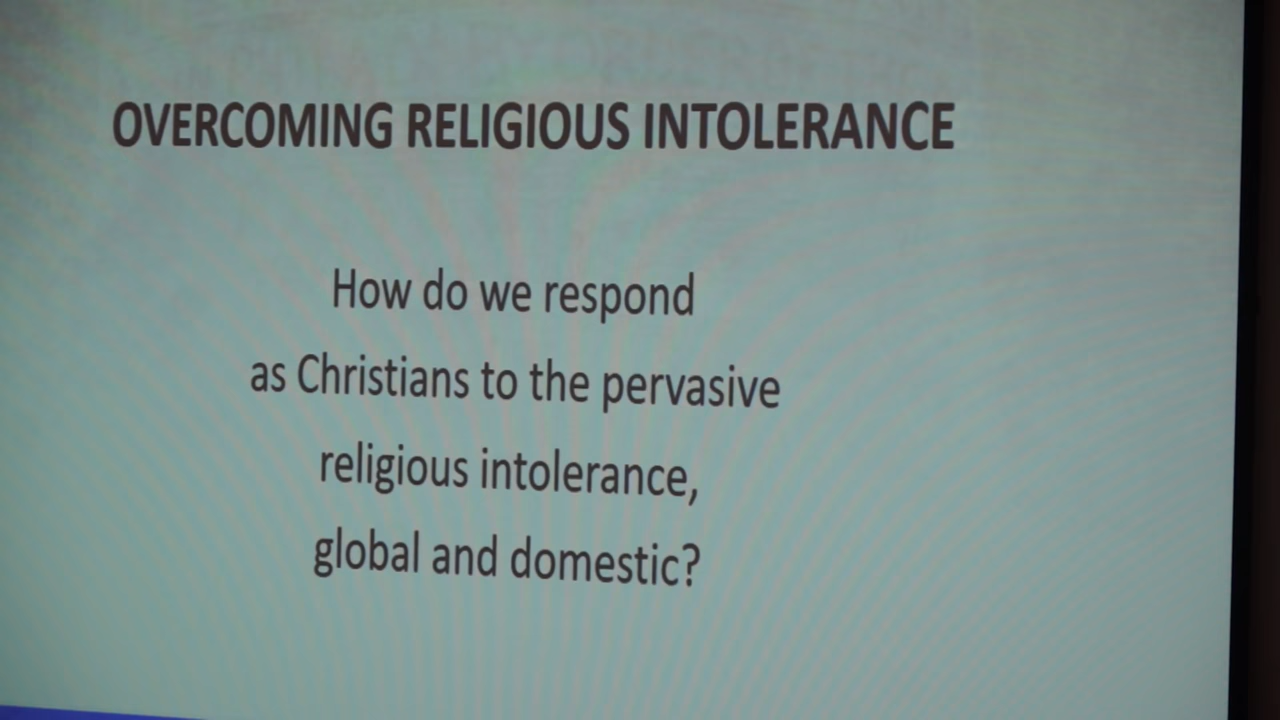 OVERCOMING RELIGIOUS INTOLERANCE
How do we respond
as Christians to the pervasive
religious intolerance,
global and domestic?